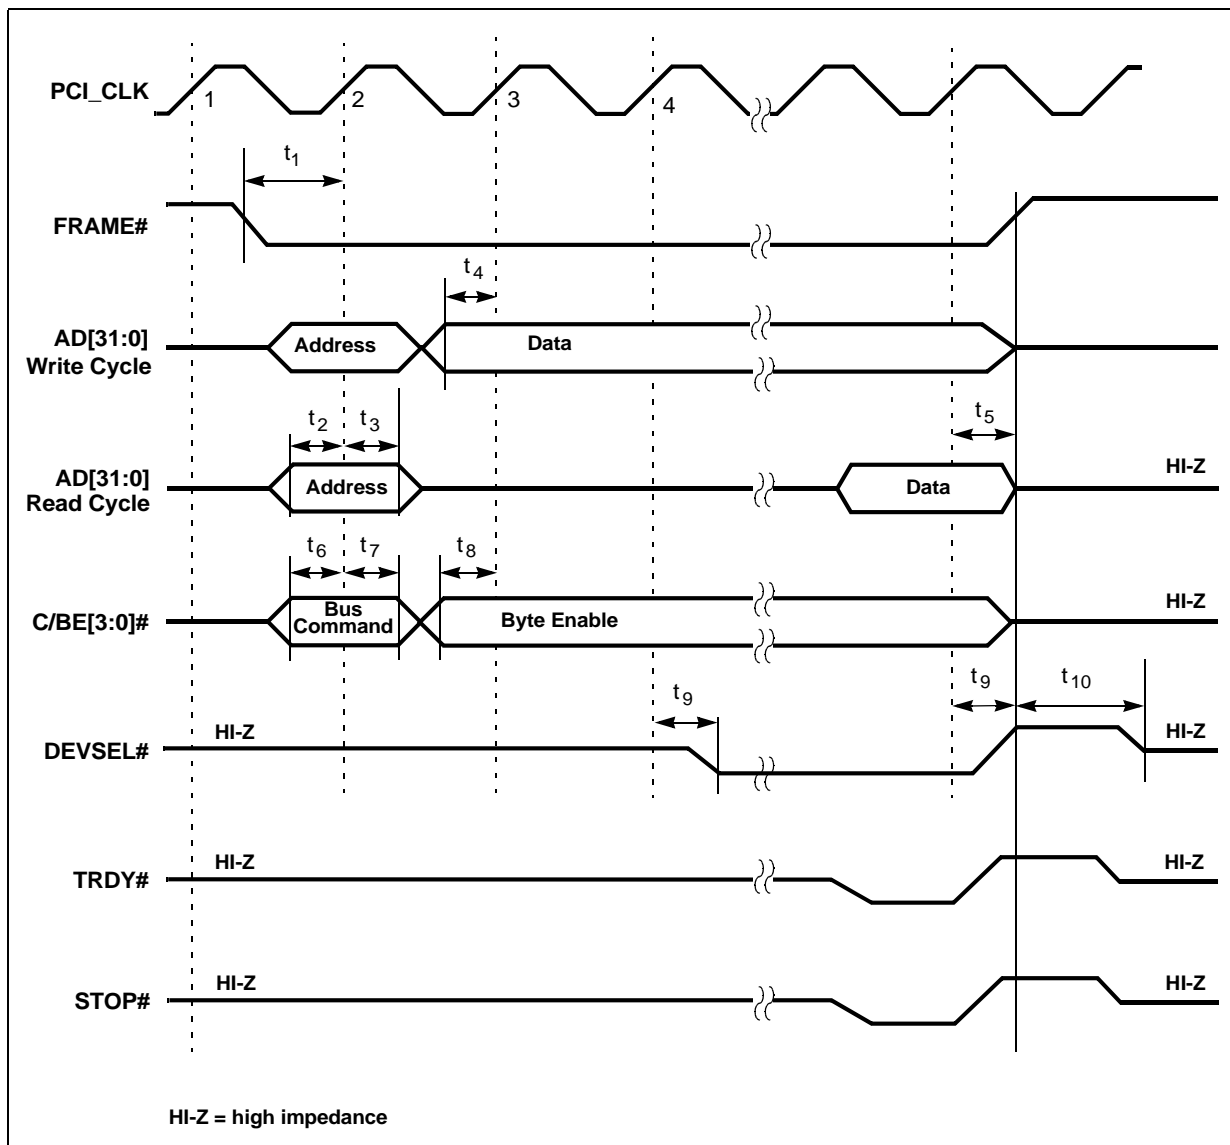 PCI_CLK
1
2
3
4
t1
FRAME#
t4
AD[31:0]
Write Cycle
Address
Data
t2
t3
t5
AD[31:0]
Read Cycle
Address
Data
HI-Z
t6
t7
t8
C/BE[3:0]#
Bus
Command
Byte Enable
HI-Z
t9
t9
t10
DEVSEL#
HI-Z
HI-Z
TRDY#
HI-Z
HI-Z
STOP#
HI-Z
HI-Z
HI-Z = high impedance